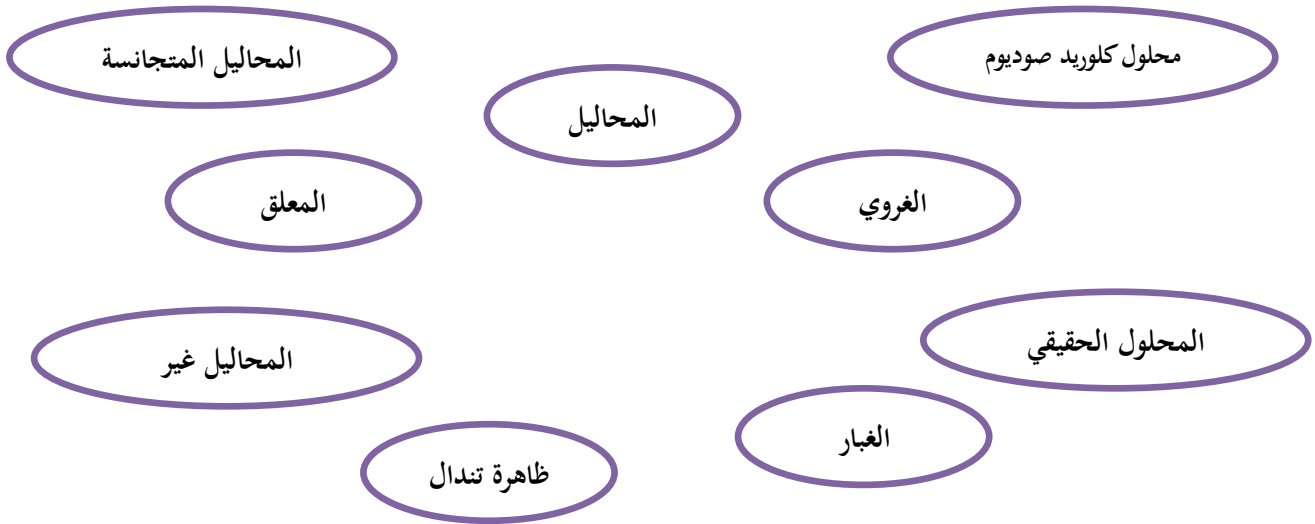 محلول كلوريد صوديوم
المحاليل المتجانسة
المحاليل
الغروي
المعلق
المحلول الحقيقي
المحاليل غير
الغبار
ظاهرة تندال